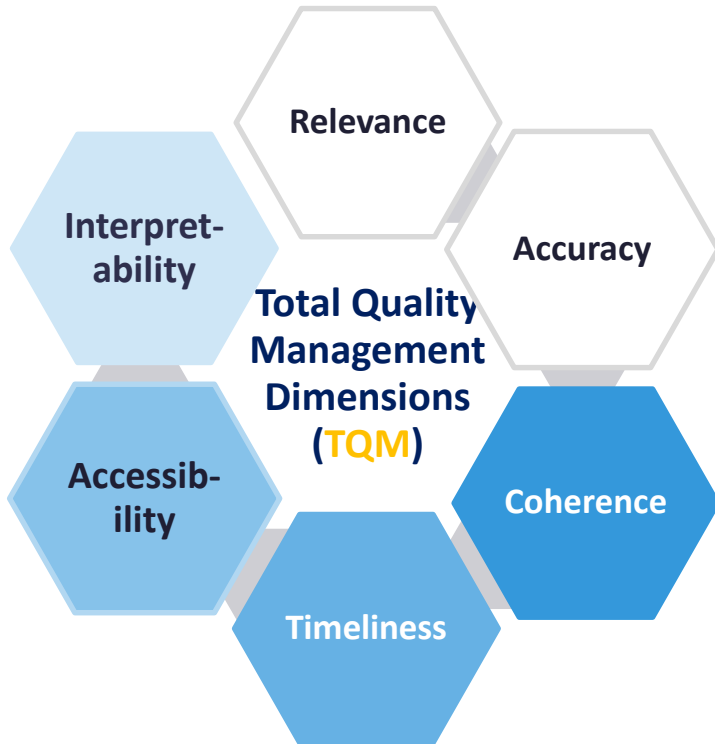 Relevance
Accuracy
Interpret-
ability
Total Quality
Management
Dimensions
(TQM)
Coherence
Accessib-
ility
Timeliness